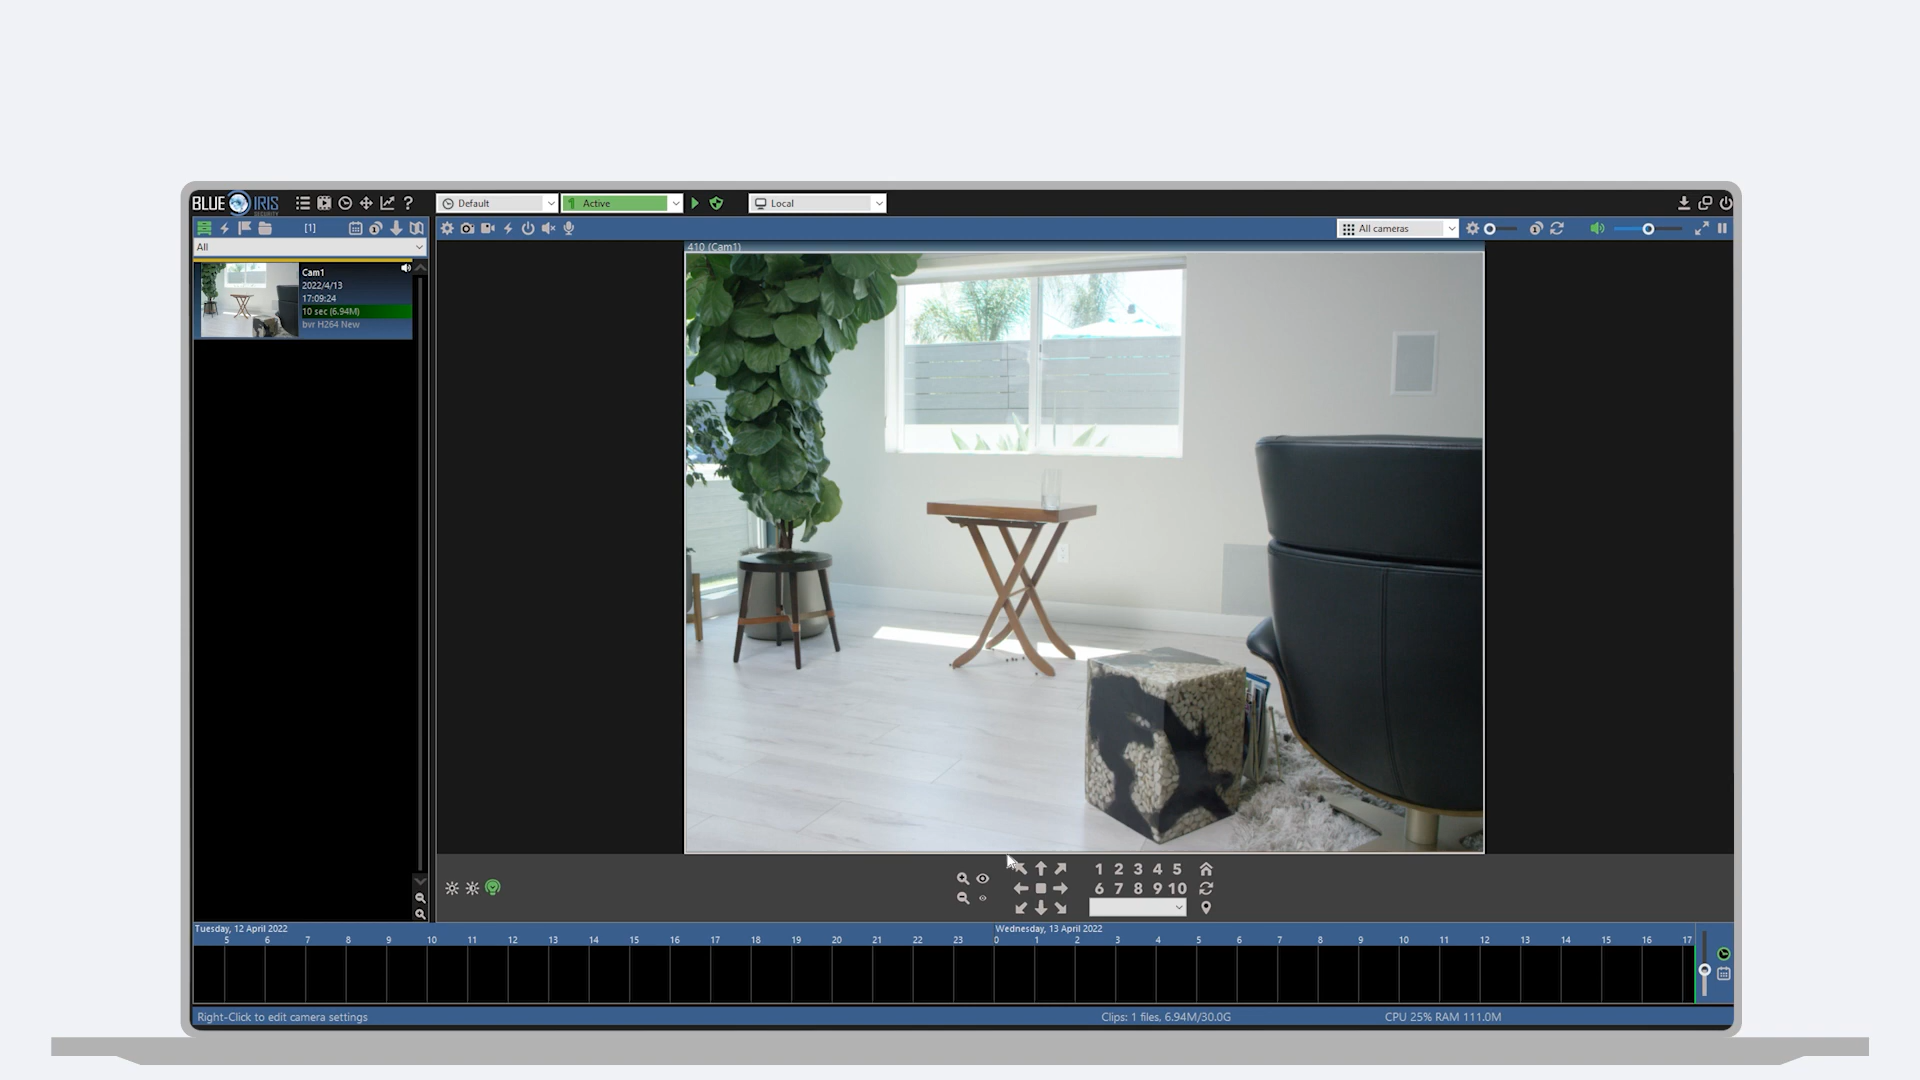 BLUE IRIS
SECURITY
?
Default
Active
Local
[1]
All cameras
All
410 (Cam1)
Cam1
2022/4/13
17:09:24
10 sec (6.94M)
bvr H264 New
1 2 3 4 5
6 7 8 9 10
Tuesday, 12 April 2022
Wednesday, 13 April 2022
5 6 7 8 9 10 11 12 13 14 15 16 17 18 19 20 21 22 23 0 1 2 3 4 5 6 7 8 9 10 11 12 13 14 15 16 17
Right-Click to edit camera settings
Clips: 1 files, 6.94M/30.0G
CPU 25% RAM 111.0M